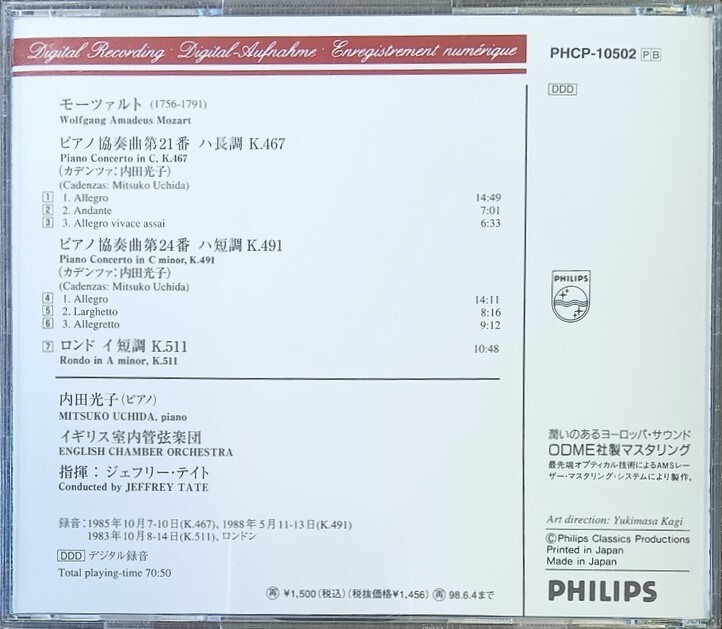 Digital Recording · Digital-Aufnahme · Enregistrement numérique
PHCP-10502 PB
DDD
モーツァルト (1756-1791)
Wolfgang Amadeus Mozart
ピアノ協奏曲第21番 ハ長調 K.467
Piano Concerto in C, K.467
(カデンツァ:内田光子)
(Cadenzas: Mitsuko Uchida)
1 1. Allegro 14:49
2 2. Andante 7:01
3 3. Allegro vivace assai 6:33
ピアノ協奏曲第24番 ハ短調 K.491
Piano Concerto in C minor, K.491
(カデンツァ:内田光子)
(Cadenzas: Mitsuko Uchida)
4 1. Allegro 14:11
5 2. Larghetto 8:16
6 3. Allegretto 9:12
7 ロンド イ短調 K.511 10:48
Rondo in A minor, K.511
内田光子(ピアノ)
MITSUKO UCHIDA, piano
イギリス室内管弦楽団
ENGLISH CHAMBER ORCHESTRA
指揮:ジェフリー・テイト
Conducted by JEFFREY TATE
録音:1985年10月7-10日(K.467)、1988年5月11-13日(K.491)
1983年10月8-14日(K.511)、ロンドン
DDD デジタル録音
Total playing-time 70:50
再 ¥1,500(税込)(税抜価格¥1,456) 再 98.6.4まで
PHILIPS
潤いのあるヨーロッパ・サウンド
ODME社製マスタリング
最先端オプティカル技術によるAMSレー
ザー・マスタリング・システムにより製作。
Art direction: Yukimasa Kagi
©Philips Classics Productions
Printed in Japan
Made in Japan
PHILIPS